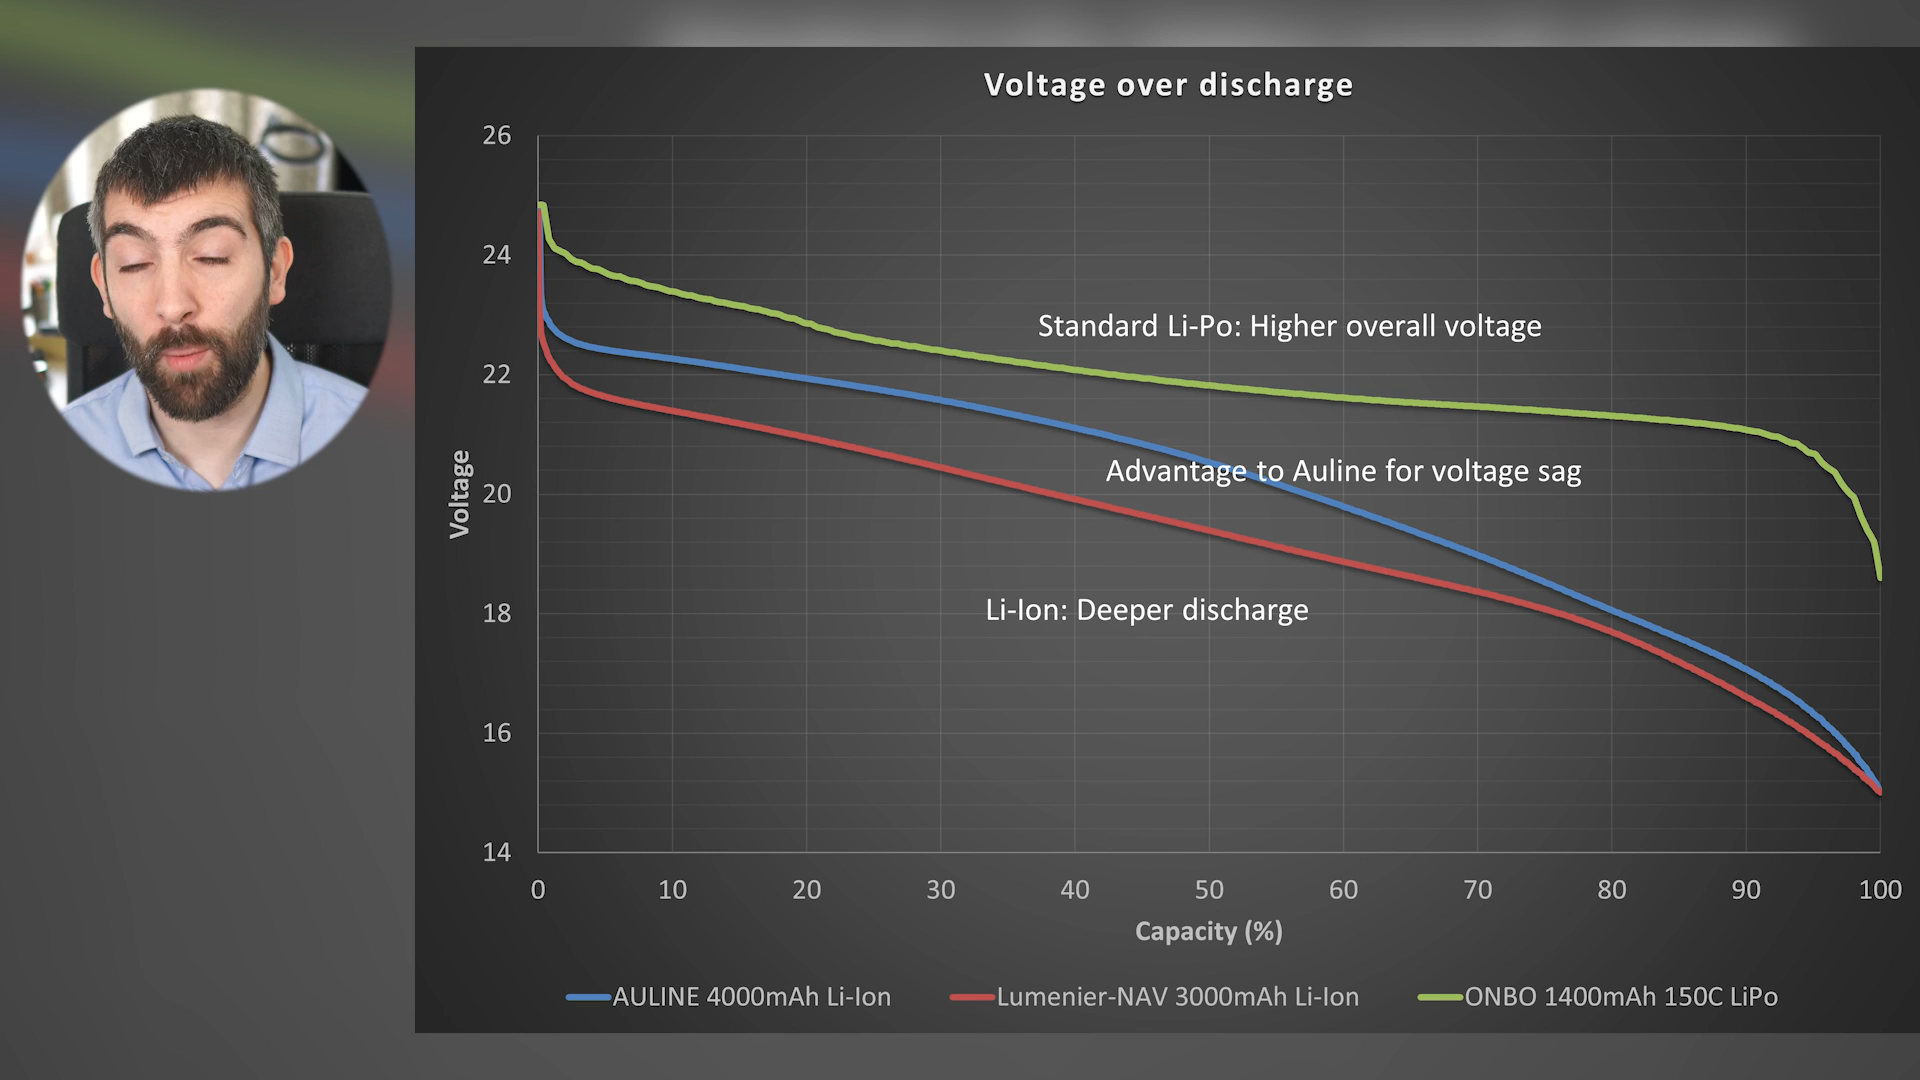 Voltage over discharge
26
24
22
20
18
16
14
Voltage
Standard Li-Po: Higher overall voltage
Advantage to Auline for voltage sag
Li-Ion: Deeper discharge
0 10 20 30 40 50 60 70 80 90 100
Capacity (%)
AULINE 4000mAh Li-Ion Lumenier-NAV 3000mAh Li-Ion ONBO 1400mAh 150C LiPo